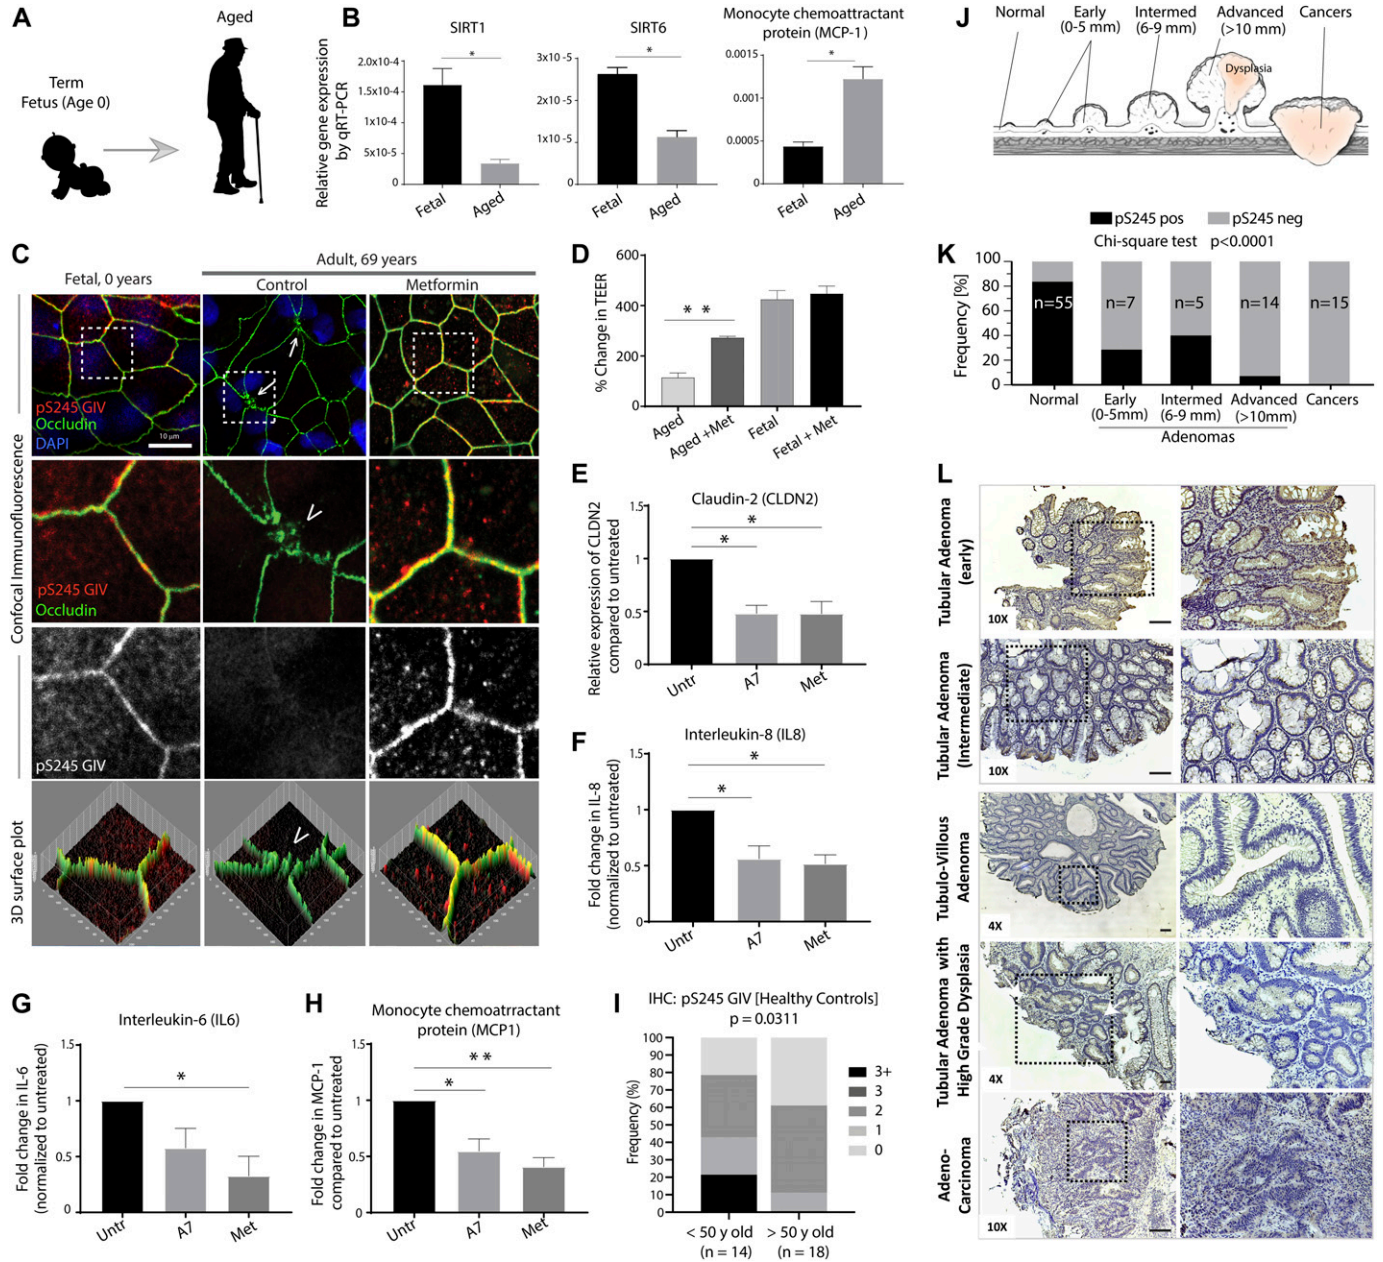 A
Aged
Term
Fetus (Age 0)
B
SIRT1
SIRT6
Monocyte chemoattractant
protein (MCP-1)
Relative gene expression
by qRT-PCR
2.0x10-4
1.5x10-4
1x10-4
5x10-5
0
*
Fetal
Aged
3x10-5
2x10-5
1x10-5
0
*
Fetal
Aged
0.0015
0.001
0.0005
0
*
Fetal
Aged
C
Adult, 69 years
Fetal, 0 years
Control
Metformin
Confocal Immunofluorescence
pS245 GIV
Occludin
DAPI
10 μm
pS245 GIV
Occludin
pS245 GIV
3D surface plot
D
% Change in TEER
600
400
200
0
* *
Aged
Aged +Met
Fetal
Fetal + Met
E
Claudin-2 (CLDN2)
Relative expression of CLDN2
compared to untreated
1.5
1
0.5
0
*
*
Untr
A7
Met
F
Interleukin-8 (IL8)
Fold change in IL-8
(normalized to untreated)
1.5
1
0.5
0
*
*
Untr
A7
Met
G
Interleukin-6 (IL6)
Fold change in IL-6
(normalized to untreated)
1.5
1
0.5
0
*
Untr
A7
Met
H
Monocyte chemoatrractant
protein (MCP1)
Fold change in MCP-1
compared to untreated
1.5
1
0.5
0
**
*
Untr
A7
Met
I
IHC: pS245 GIV [Healthy Controls]
p = 0.0311
Frequency (%)
100
90
80
70
60
50
40
30
20
10
0
3+
3
2
1
0
< 50 y old
(n = 14)
> 50 y old
(n = 18)
J
Normal
Early
(0-5 mm)
Intermed
(6-9 mm)
Advanced
(>10 mm)
Cancers
Dysplasia
K
pS245 pos
pS245 neg
Chi-square test p<0.0001
Frequency [%]
100
80
60
40
20
0
n=55
n=7
n=5
n=14
n=15
Normal
Early
(0-5mm)
Intermed
(6-9 mm)
Advanced
(>10mm)
Cancers
Adenomas
L
Tubular Adenoma
(early)
10X
Tubular Adenoma
(Intermediate)
10X
Tubulo-Villous
Adenoma
4X
Tubular Adenoma with
High Grade Dysplasia
4X
Adeno-
Carcinoma
10X